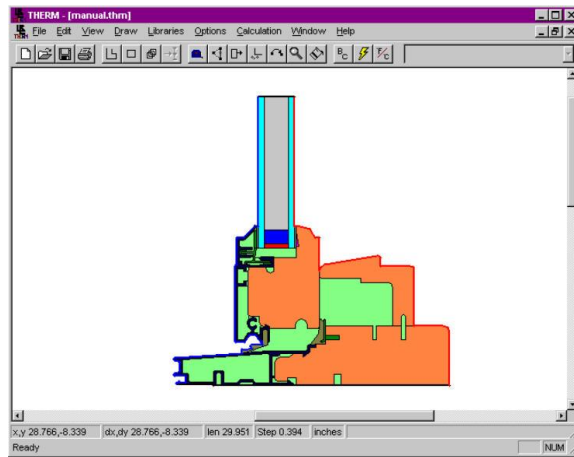 THERM - [manual.thm]
File Edit View Draw Libraries Options Calculation Window Help
B C F/C
x,y 28.766,-8.339 dx,dy 28.766,-8.339 len 29.951 Step 0.394 inches
Ready NUM